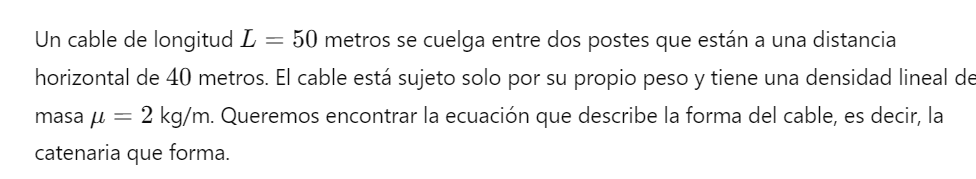 Un cable de longitud L = 50 metros se cuelga entre dos postes que están a una distancia
horizontal de 40 metros. El cable está sujeto solo por su propio peso y tiene una densidad lineal de
masa μ = 2 kg/m. Queremos encontrar la ecuación que describe la forma del cable, es decir, la
catenaria que forma.